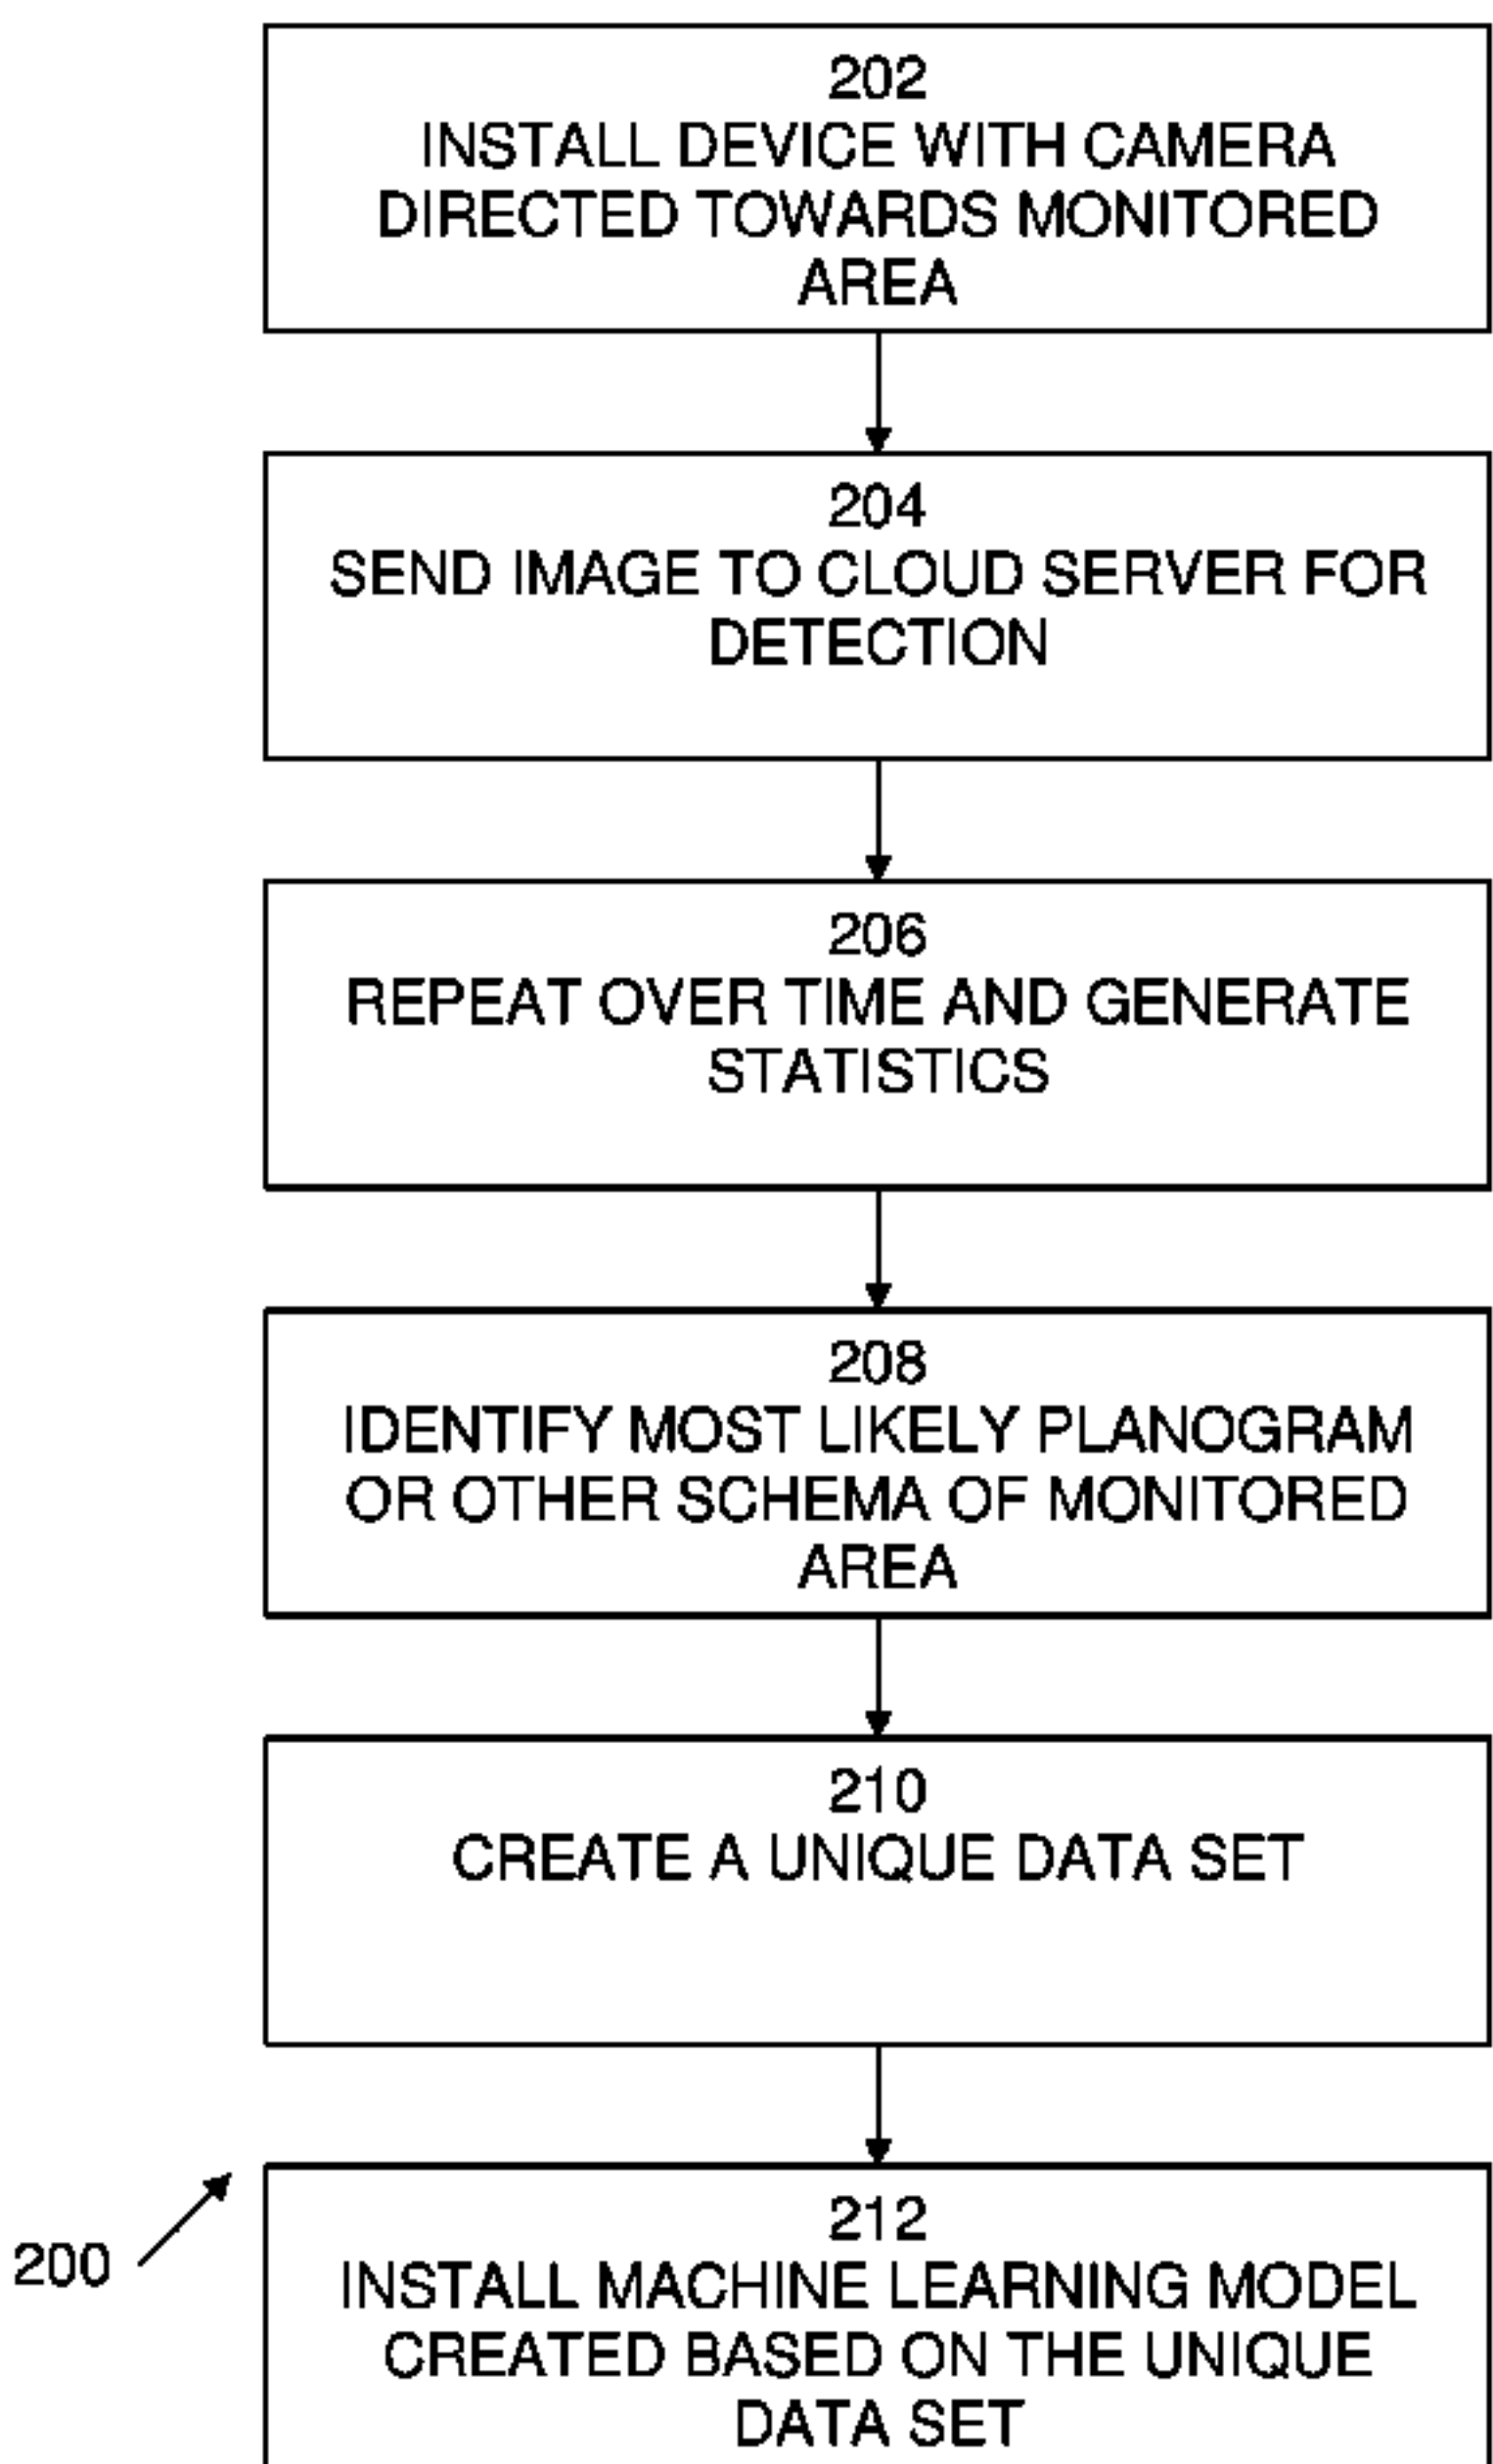 202
INSTALL DEVICE WITH CAMERA
DIRECTED TOWARDS MONITORED
AREA
204
SEND IMAGE TO CLOUD SERVER FOR
DETECTION
206
REPEAT OVER TIME AND GENERATE
STATISTICS
208
IDENTIFY MOST LIKELY PLANOGRAM
OR OTHER SCHEMA OF MONITORED
AREA
210
CREATE A UNIQUE DATA SET
200
212
INSTALL MACHINE LEARNING MODEL
CREATED BASED ON THE UNIQUE
DATA SET